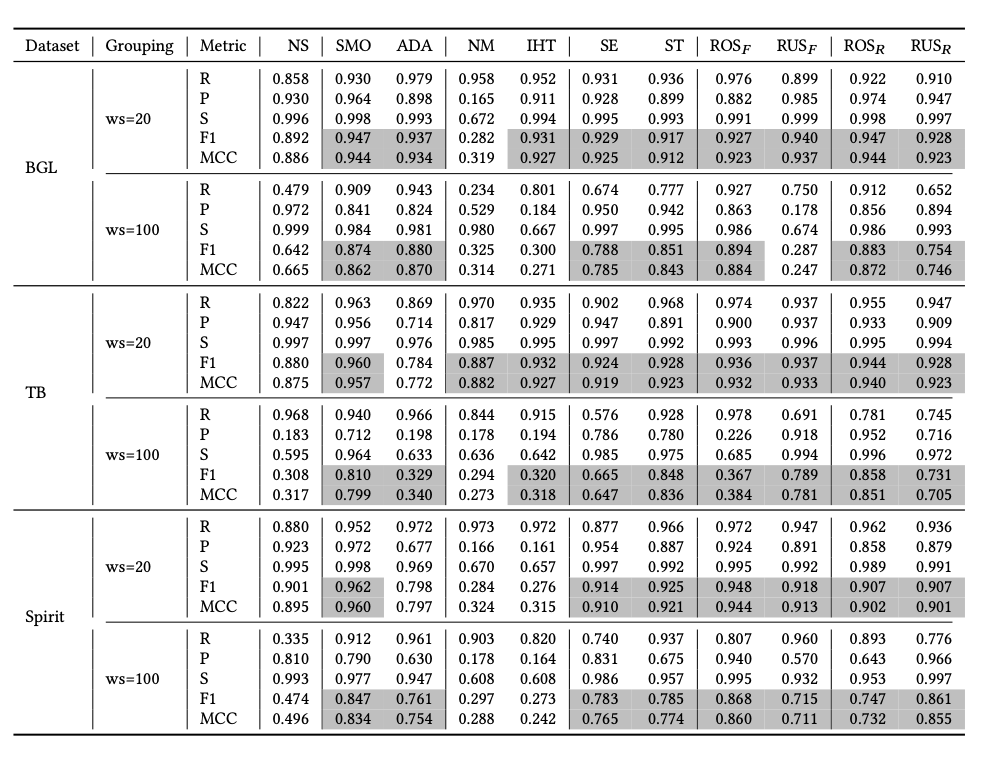 Dataset Grouping Metric NS SMO ADA NM IHT SE ST ROS_F RUS_F ROS_R RUS_R
R 0.858 0.930 0.979 0.958 0.952 0.931 0.936 0.976 0.899 0.922 0.910
P 0.930 0.964 0.898 0.165 0.911 0.928 0.899 0.882 0.985 0.974 0.947
ws=20 S 0.996 0.998 0.993 0.672 0.994 0.995 0.993 0.991 0.999 0.998 0.997
F1 0.892 0.947 0.937 0.282 0.931 0.929 0.917 0.927 0.940 0.947 0.928
MCC 0.886 0.944 0.934 0.319 0.927 0.925 0.912 0.923 0.937 0.944 0.923
BGL
R 0.479 0.909 0.943 0.234 0.801 0.674 0.777 0.927 0.750 0.912 0.652
P 0.972 0.841 0.824 0.529 0.184 0.950 0.942 0.863 0.178 0.856 0.894
ws=100 S 0.999 0.984 0.981 0.980 0.667 0.997 0.995 0.986 0.674 0.986 0.993
F1 0.642 0.874 0.880 0.325 0.300 0.788 0.851 0.894 0.287 0.883 0.754
MCC 0.665 0.862 0.870 0.314 0.271 0.785 0.843 0.884 0.247 0.872 0.746
R 0.822 0.963 0.869 0.970 0.935 0.902 0.968 0.974 0.937 0.955 0.947
P 0.947 0.956 0.714 0.817 0.929 0.947 0.891 0.900 0.937 0.933 0.909
ws=20 S 0.997 0.997 0.976 0.985 0.995 0.997 0.992 0.993 0.996 0.995 0.994
F1 0.880 0.960 0.784 0.887 0.932 0.924 0.928 0.936 0.937 0.944 0.928
MCC 0.875 0.957 0.772 0.882 0.927 0.919 0.923 0.932 0.933 0.940 0.923
TB
R 0.968 0.940 0.966 0.844 0.915 0.576 0.928 0.978 0.691 0.781 0.745
P 0.183 0.712 0.198 0.178 0.194 0.786 0.780 0.226 0.918 0.952 0.716
ws=100 S 0.595 0.964 0.633 0.636 0.642 0.985 0.975 0.685 0.994 0.996 0.972
F1 0.308 0.810 0.329 0.294 0.320 0.665 0.848 0.367 0.789 0.858 0.731
MCC 0.317 0.799 0.340 0.273 0.318 0.647 0.836 0.384 0.781 0.851 0.705
R 0.880 0.952 0.972 0.973 0.972 0.877 0.966 0.972 0.947 0.962 0.936
P 0.923 0.972 0.677 0.166 0.161 0.954 0.887 0.924 0.891 0.858 0.879
ws=20 S 0.995 0.998 0.969 0.670 0.657 0.997 0.992 0.995 0.992 0.989 0.991
F1 0.901 0.962 0.798 0.284 0.276 0.914 0.925 0.948 0.918 0.907 0.907
MCC 0.895 0.960 0.797 0.324 0.315 0.910 0.921 0.944 0.913 0.902 0.901
Spirit
R 0.335 0.912 0.961 0.903 0.820 0.740 0.937 0.807 0.960 0.893 0.776
P 0.810 0.790 0.630 0.178 0.164 0.831 0.675 0.940 0.570 0.643 0.966
ws=100 S 0.993 0.977 0.947 0.608 0.608 0.986 0.957 0.995 0.932 0.953 0.997
F1 0.474 0.847 0.761 0.297 0.273 0.783 0.785 0.868 0.715 0.747 0.861
MCC 0.496 0.834 0.754 0.288 0.242 0.765 0.774 0.860 0.711 0.732 0.855